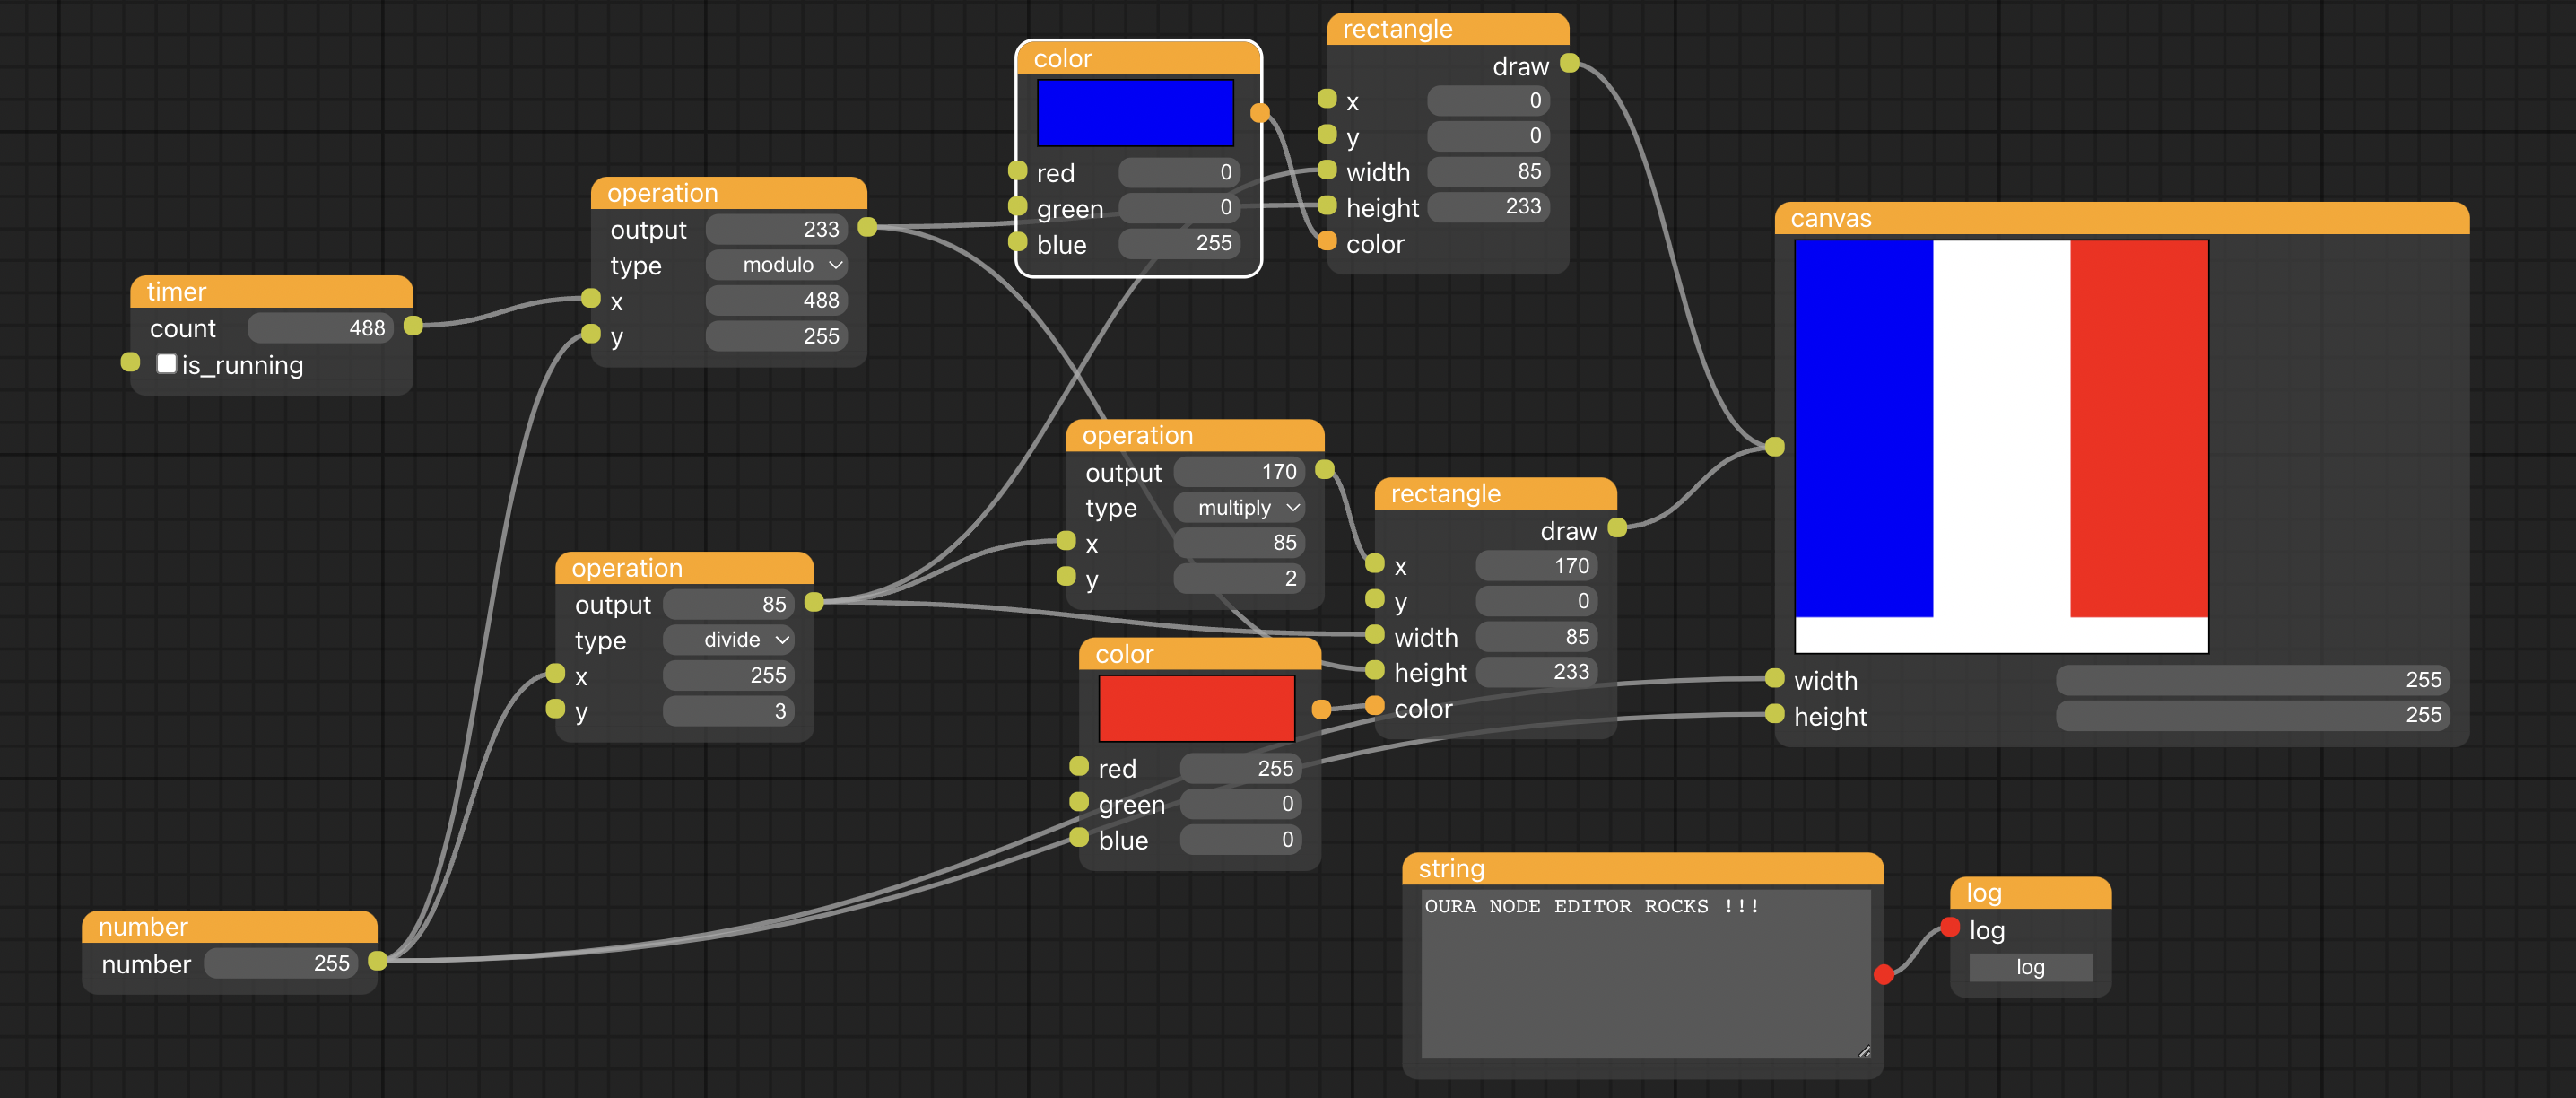 timer
count 488
is_running
number
number 255
operation
output 233
type modulo
x 488
y 255
operation
output 85
type divide
x 255
y 3
color
red 0
green 0
blue 255
rectangle
draw
x 0
y 0
width 85
height 233
color
operation
output 170
type multiply
x 85
y 2
color
red 255
green 0
blue 0
rectangle
draw
x 170
y 0
width 85
height 233
color
canvas
width 255
height 255
string
OURA NODE EDITOR ROCKS !!!
log
log
log